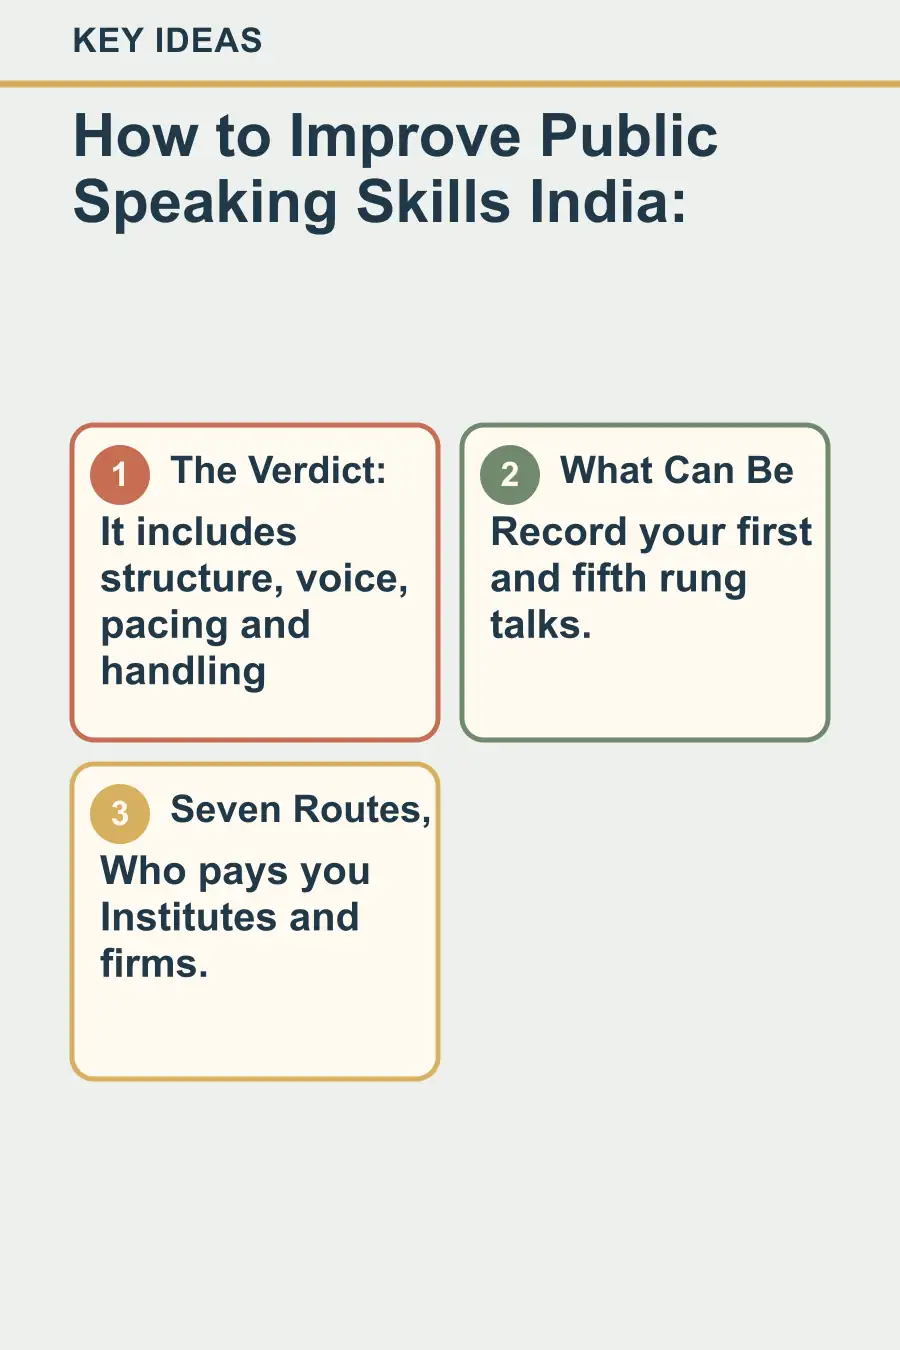 KEY IDEAS
How to Improve Public
Speaking Skills India:
1 The Verdict:
It includes
structure, voice,
pacing and
handling
2 What Can Be
Record your first
and fifth rung
talks.
3 Seven Routes,
Who pays you
Institutes and
firms.